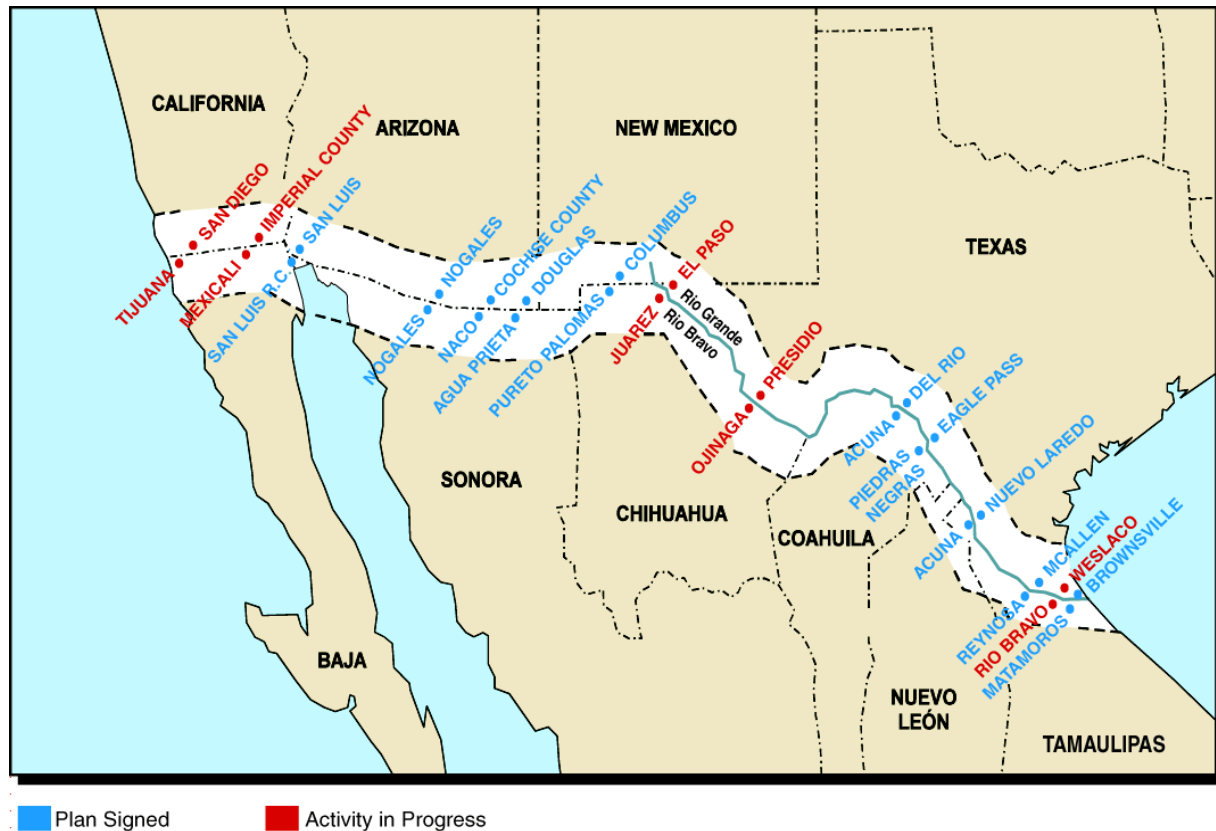 CALIFORNIA
ARIZONA
NEW MEXICO
TEXAS
SAN DIEGO
IMPERIAL COUNTY
SAN LUIS
NOGALES
COCHISE COUNTY
DOUGLAS
COLUMBUS
EL PASO
PRESIDIO
DEL RIO
EAGLE PASS
NUEVO LAREDO
MCALLEN
WESLACO
BROWNSVILLE
TIJUANA
MEXICALI
SAN LUIS R.C.
NOGALES
NACO
AGUA PRIETA
PURETO PALOMAS
JUAREZ
Rio Grande
Rio Bravo
OJINAGA
ACUNA
PIEDRAS
NEGRAS
ACUNA
REYNOSA
RIO BRAVO
MATAMOROS
SONORA
CHIHUAHUA
COAHUILA
BAJA
NUEVO
LEÓN
TAMAULIPAS
Plan Signed
Activity in Progress